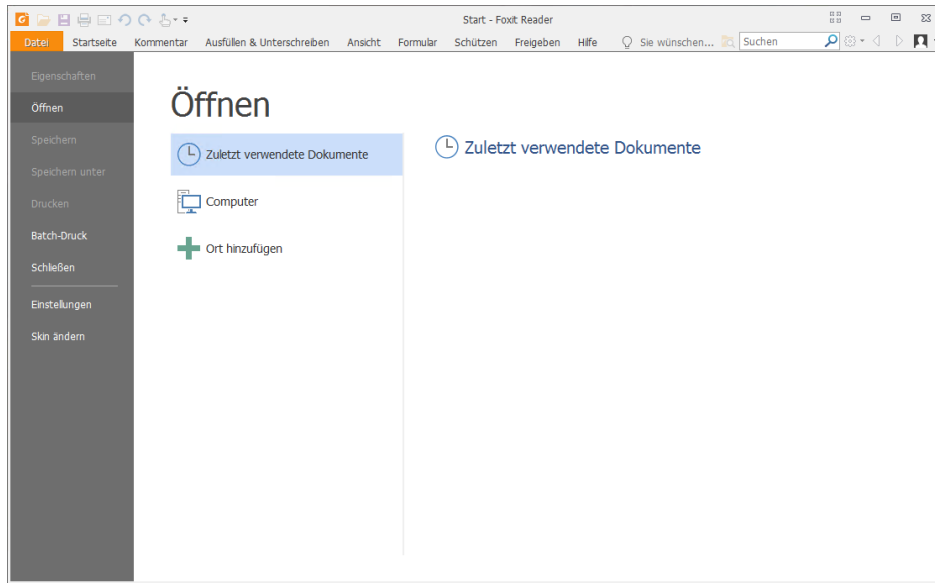 Start - Foxit Reader
Datei Startseite Kommentar Ausfüllen & Unterschreiben Ansicht Formular Schützen Freigeben Hilfe Sie wünschen... Suchen
Eigenschaften
Öffnen
Speichern
Speichern unter
Drucken
Batch-Druck
Schließen
Einstellungen
Skin ändern
Öffnen
Zuletzt verwendete Dokumente
Computer
Ort hinzufügen
Zuletzt verwendete Dokumente